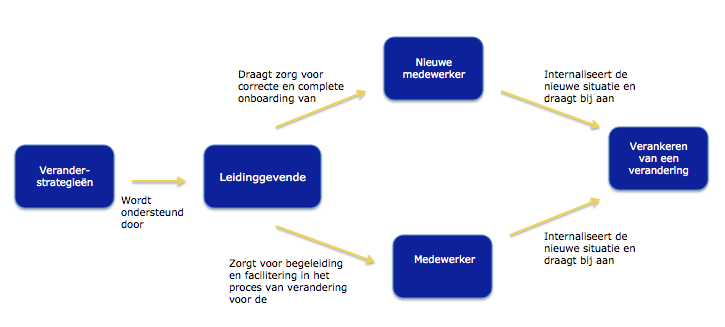 Verander-
strategieën
Wordt
ondersteund
door
Leidinggevende
Draagt zorg voor
correcte en complete
onboarding van
Nieuwe
medewerker
Internaliseert de
nieuwe situatie en
draagt bij aan
Zorgt voor begeleiding
en facilitering in het
proces van verandering
voor de
Medewerker
Internaliseert de
nieuwe situatie en
draagt bij aan
Verankeren
van een
verandering